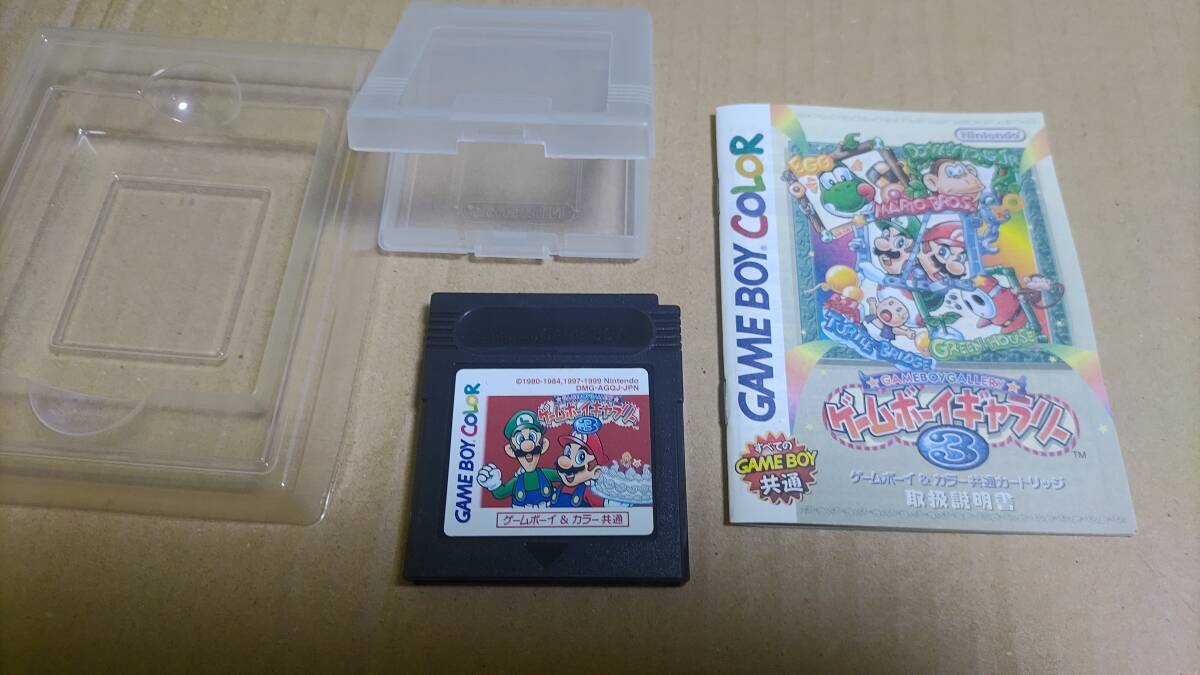 ©1980-1984,1997-1999 Nintendo
DMG-AGQJ-JPN
GAME BOY COLOR
GAMEBOY GALLERY
ゲームボーイギャラリー
3
ゲームボーイ & カラー共通
GAME BOY COLOR
Nintendo
EGG
DONKEY KONG JR.
MARIO BROS.
TURTLE BRIDGE
GREEN HOUSE
GAMEBOY GALLERY
ゲームボーイギャラリー
3
TM
すべての
GAME BOY
共通
ゲームボーイ & カラー共通カートリッジ
取扱説明書